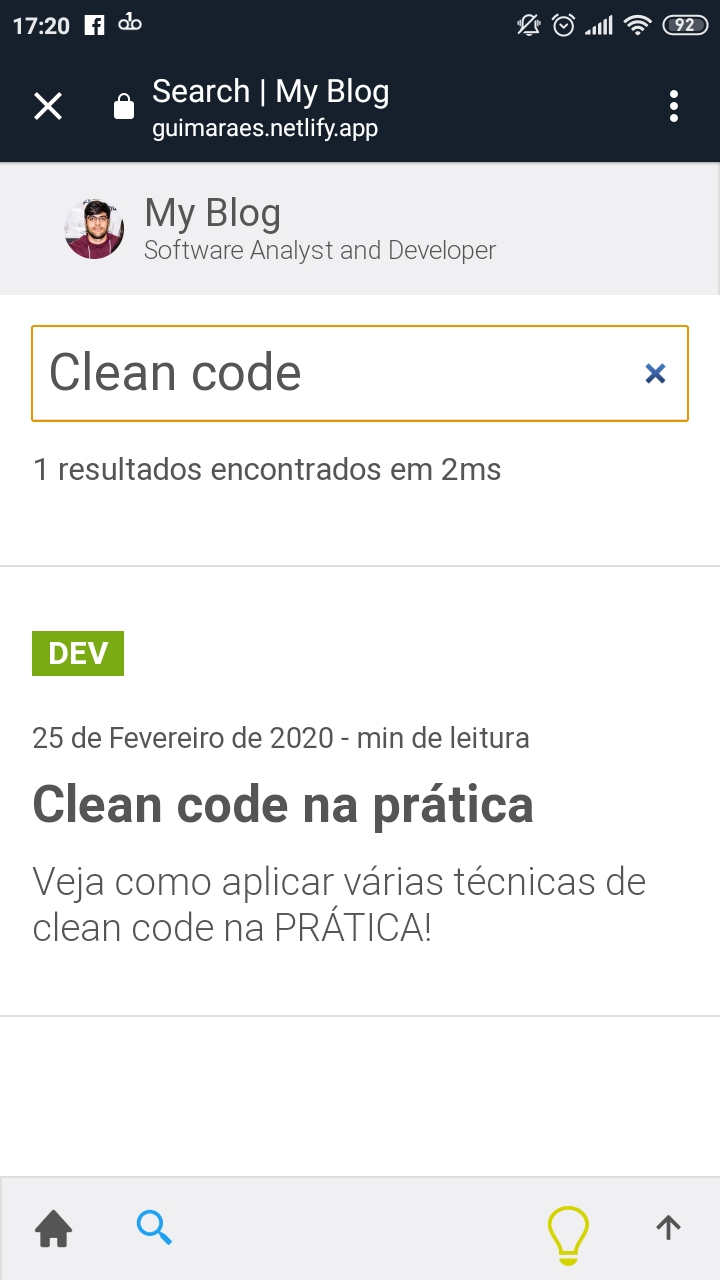 17:20
92
Search | My Blog
guimaraes.netlify.app
My Blog
Software Analyst and Developer
Clean code
1 resultados encontrados em 2ms
DEV
25 de Fevereiro de 2020 - min de leitura
Clean code na prática
Veja como aplicar várias técnicas de
clean code na PRÁTICA!